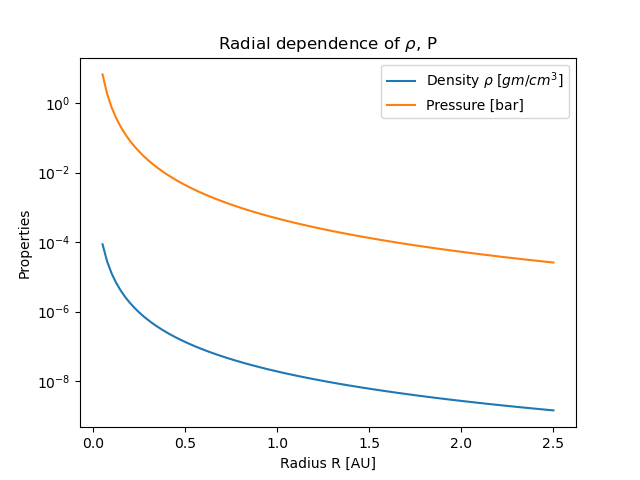 Radial dependence of ρ, P
Density ρ [gm/cm³]
Pressure [bar]
Properties
10⁰
10⁻²
10⁻⁴
10⁻⁶
10⁻⁸
0.0 0.5 1.0 1.5 2.0 2.5
Radius R [AU]